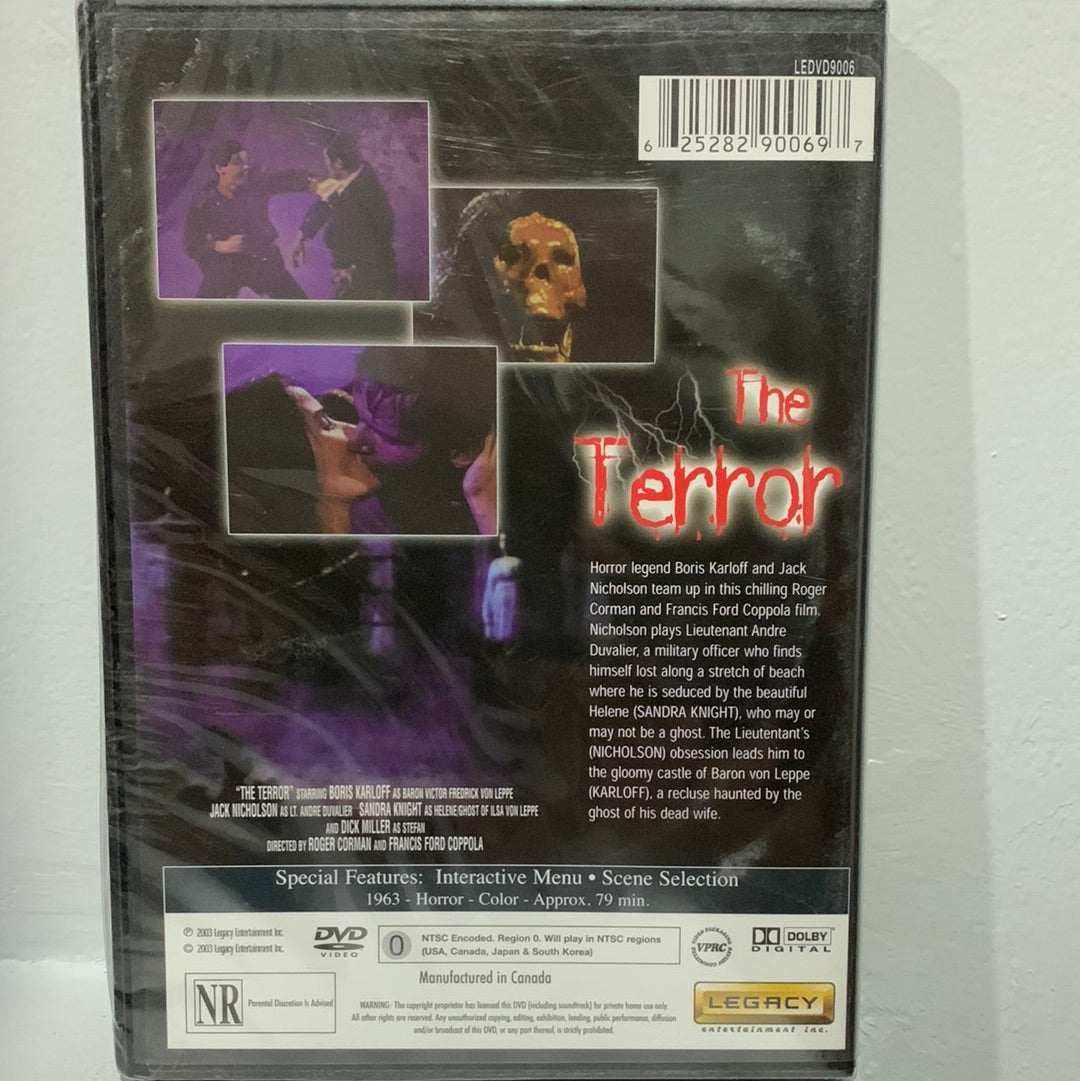 LEDVD9006
6 25282 90069 7
The
Terror
Horror legend Boris Karloff and Jack
Nicholson team up in this chilling Roger
Corman and Francis Ford Coppola film.
Nicholson plays Lieutenant Andre
Duvalier, a military officer who finds
himself lost along a stretch of beach
where he is seduced by the beautiful
Helene (SANDRA KNIGHT), who may or
may not be a ghost. The Lieutentant's
(NICHOLSON) obsession leads him to
the gloomy castle of Baron von Leppe
(KARLOFF), a recluse haunted by the
ghost of his dead wife.
"THE TERROR" STARRING BORIS KARLOFF AS BARON VICTOR FREDRICK VON LEPPE
JACK NICHOLSON AS LT. ANDRE DUVALIER SANDRA KNIGHT AS HELENE/GHOST OF ILSA VON LEPPE
AND DICK MILLER AS STEFAN
DIRECTED BY ROGER CORMAN AND FRANCIS FORD COPPOLA
Special Features: Interactive Menu • Scene Selection
1963 - Horror - Color - Approx. 79 min.
℗ 2003 Legacy Entertainment Inc.
© 2003 Legacy Entertainment Inc.
DVD
VIDEO
0
NTSC Encoded. Region 0. Will play in NTSC regions
(USA, Canada, Japan & South Korea)
VIDEO PACKAGING REVIEW COMMITTEE
VPRC
DOLBY
DIGITAL
Manufactured in Canada
NR
Parental Discretion Is Advised
WARNING: The copyright proprietor has licensed this DVD (including soundtrack) for private home use only.
All other rights are reserved. Any unauthorized copying, editing, exhibition, lending, public performance, diffusion
and/or broadcast of this DVD, or any part thereof, is strictly prohibited.
LEGACY
entertainment inc.